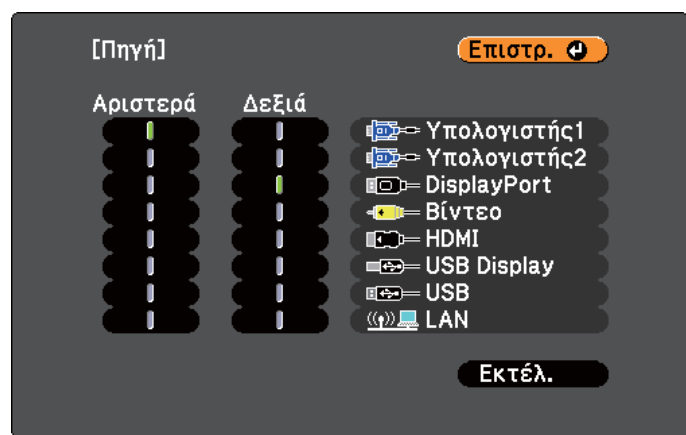 [Πηγή] Επιστρ.
Αριστερά Δεξιά
Υπολογιστής1
Υπολογιστής2
DisplayPort
Βίντεο
HDMI
USB Display
USB
LAN
Εκτέλ.